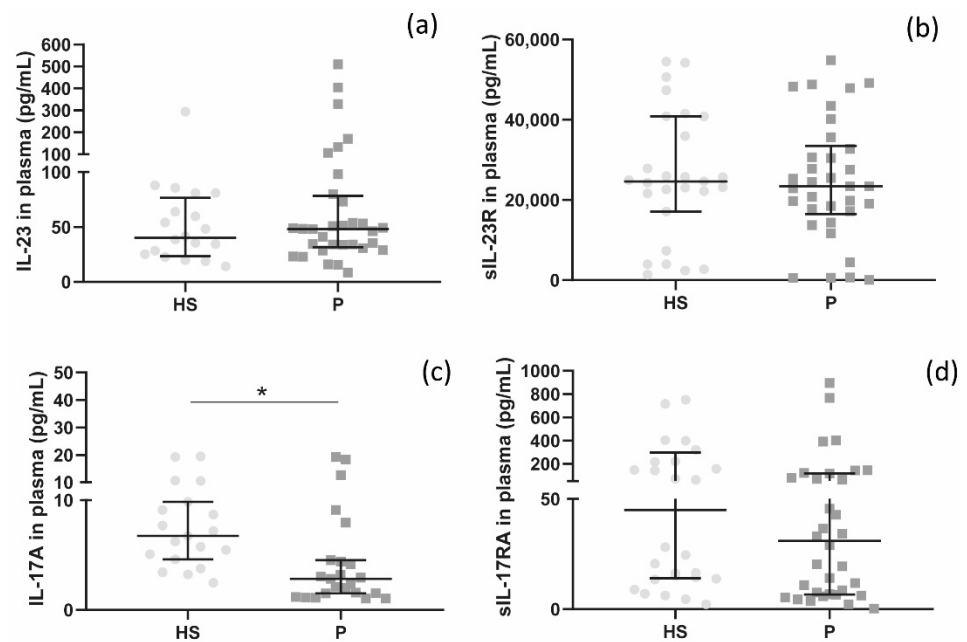 (a)
IL-23 in plasma (pg/mL)
600
500
400
300
200
100
100
50
0
HS
P
(b)
sIL-23R in plasma (pg/mL)
60,000
40,000
20,000
0
HS
P
(c)
IL-17A in plasma (pg/mL)
50
40
30
20
10
10
0
*
HS
P
(d)
sIL-17RA in plasma (pg/mL)
1000
800
600
400
200
50
0
HS
P